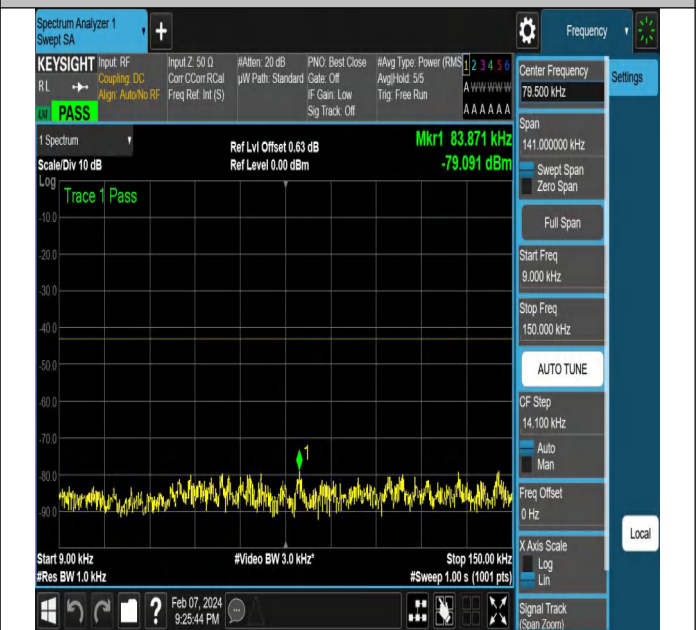 Spectrum Analyzer 1
Swept SA
+
Frequency
KEYSIGHT
RL
PASS
Input: RF
Coupling: DC
Align: Auto/No RF
Input Z: 50 Ω
Corr CCorr RCal
Freq Ref: Int (S)
#Atten: 20 dB
µW Path: Standard
PNO: Best Close
Gate: Off
IF Gain: Low
Sig Track: Off
#Avg Type: Power (RMS
Avg|Hold: 5/5
Trig: Free Run
1 2 3 4 5 6
A W W W W W
A A A A A A
1 Spectrum
Scale/Div 10 dB
Log
Ref Lvl Offset 0.63 dB
Ref Level 0.00 dBm
Mkr1 83.871 kHz
-79.091 dBm
Trace 1 Pass
-10.0
-20.0
-30.0
-40.0
-50.0
-60.0
-70.0
-80.0
-90.0
1
Start 9.00 kHz
#Res BW 1.0 kHz
#Video BW 3.0 kHz*
Stop 150.00 kHz
#Sweep 1.00 s (1001 pts)
Center Frequency
79.500 kHz
Settings
Span
141.000000 kHz
Swept Span
Zero Span
Full Span
Start Freq
9.000 kHz
Stop Freq
150.000 kHz
AUTO TUNE
CF Step
14.100 kHz
Auto
Man
Freq Offset
0 Hz
X Axis Scale
Log
Lin
Local
Signal Track
(Span Zoom)
?
Feb 07, 2024
9:25:44 PM